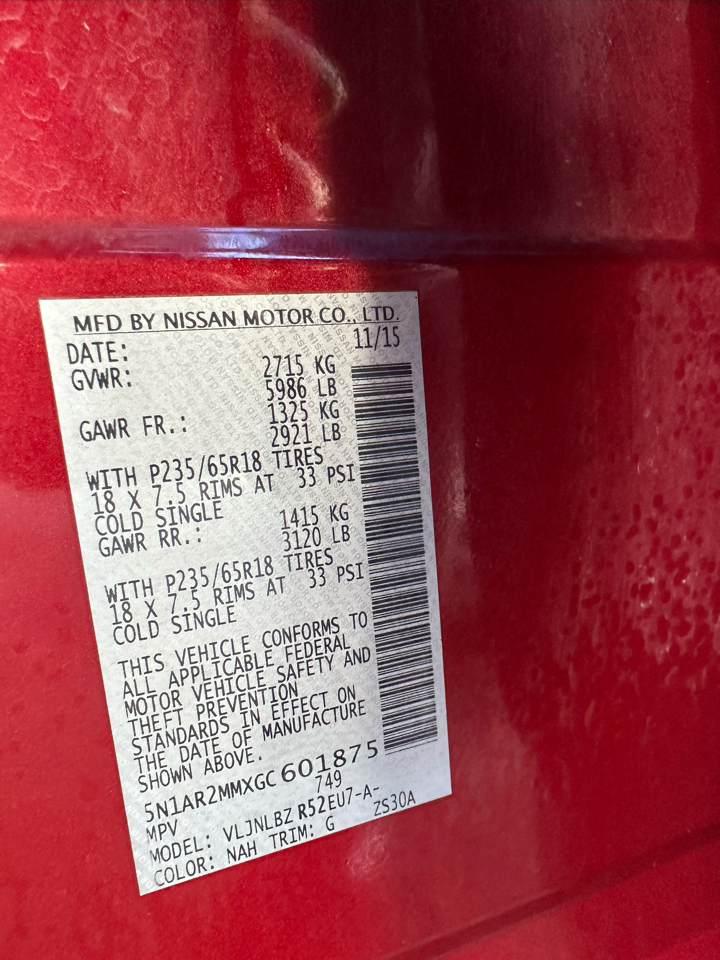 MFD BY NISSAN MOTOR CO., LTD.
DATE: 11/15
GVWR: 2715 KG
5986 LB
GAWR FR.: 1325 KG
2921 LB
WITH P235/65R18 TIRES
18 X 7.5 RIMS AT 33 PSI
COLD SINGLE
GAWR RR.: 1415 KG
3120 LB
WITH P235/65R18 TIRES
18 X 7.5 RIMS AT 33 PSI
COLD SINGLE
THIS VEHICLE CONFORMS TO
ALL APPLICABLE FEDERAL
MOTOR VEHICLE SAFETY AND
THEFT PREVENTION
STANDARDS IN EFFECT ON
THE DATE OF MANUFACTURE
SHOWN ABOVE.
5N1AR2MMXGC601875
MPV 749
MODEL: VLJNLBZ R52EU7-A-
COLOR: NAH TRIM: G ZS30A